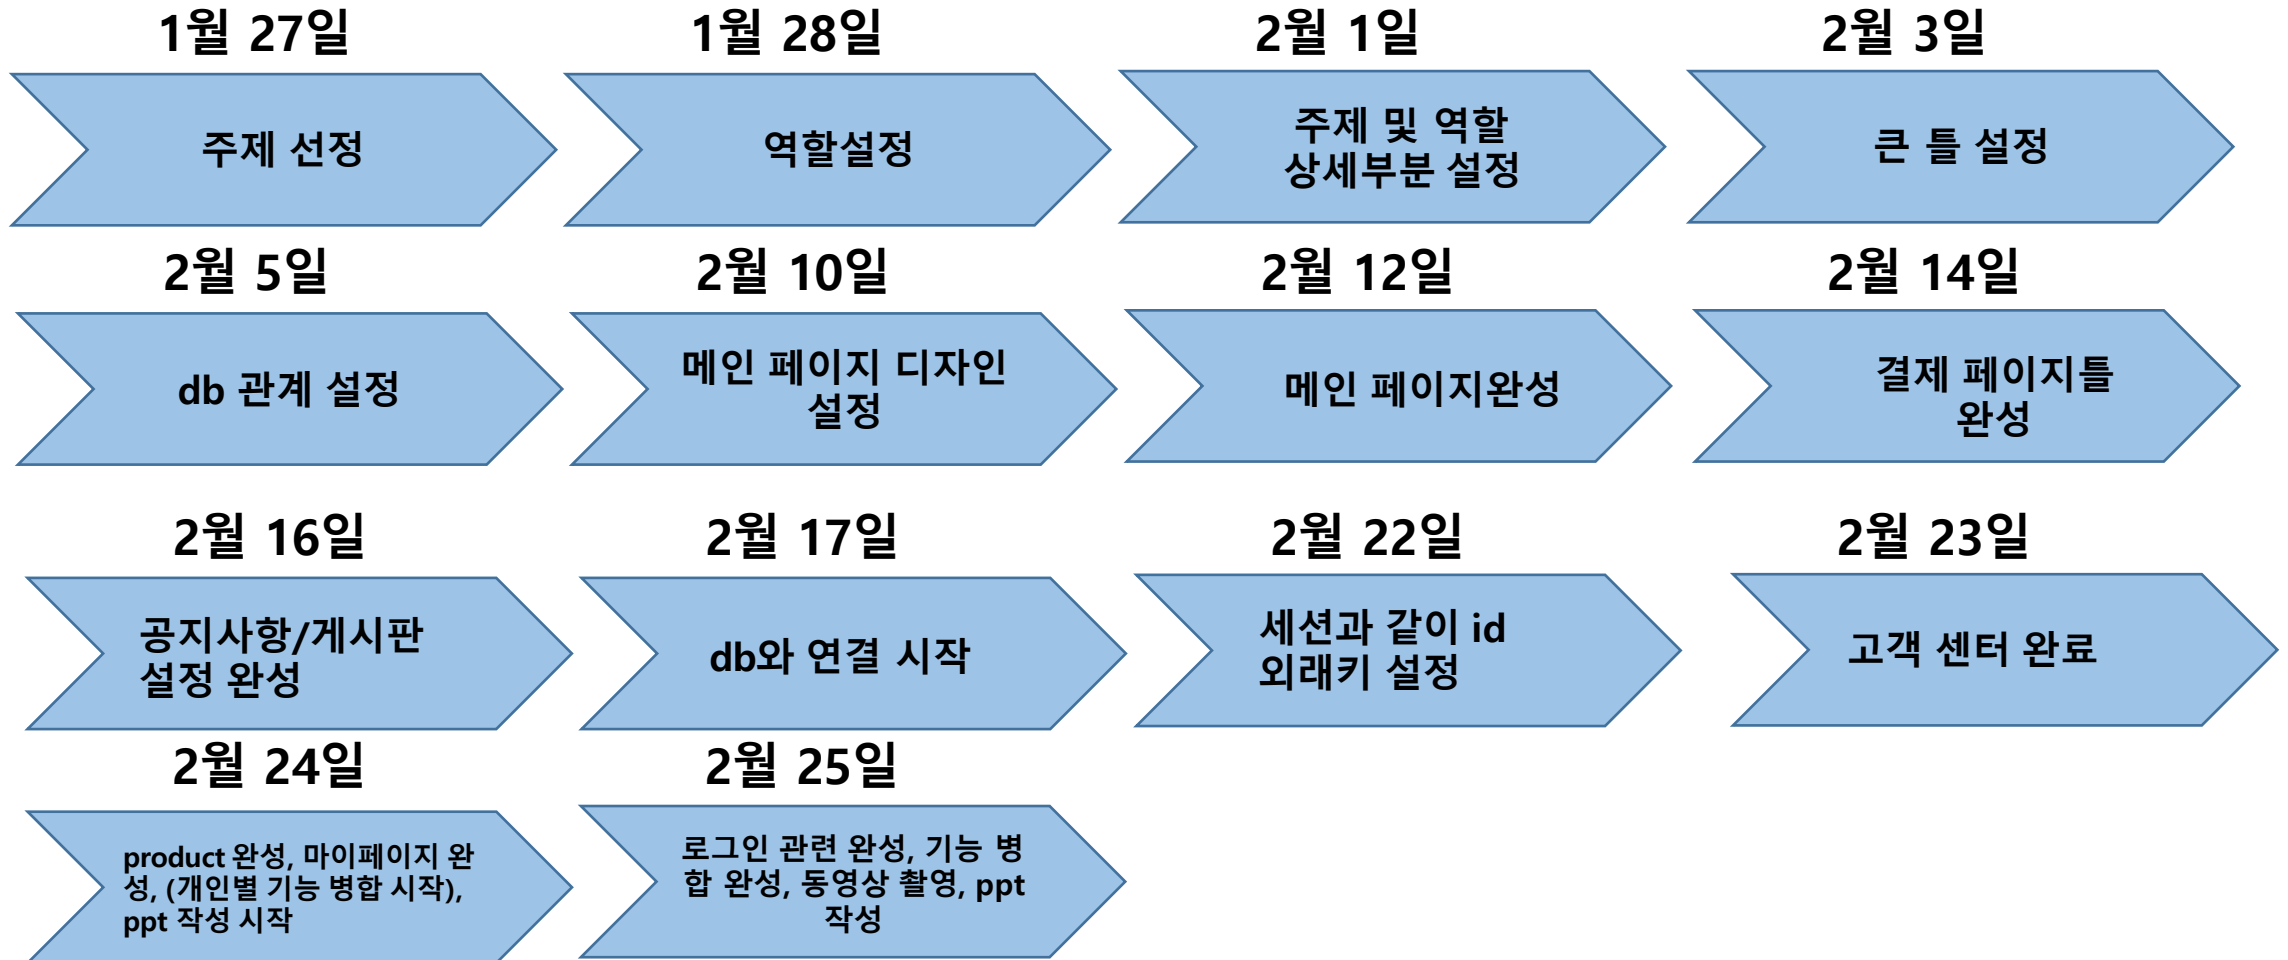 1월 27일
1월 28일
2월 1일
2월 3일
주제 선정
역할설정
주제 및 역할
상세부분 설정
큰 틀 설정
2월 5일
2월 10일
2월 12일
2월 14일
db 관계 설정
메인 페이지 디자인
설정
메인 페이지완성
결제 페이지틀
완성
2월 16일
2월 17일
2월 22일
2월 23일
공지사항/게시판
설정 완성
db와 연결 시작
세션과 같이 id
외래키 설정
고객 센터 완료
2월 24일
2월 25일
product 완성, 마이페이지 완
성, (개인별 기능 병합 시작),
ppt 작성 시작
로그인 관련 완성, 기능 병
합 완성, 동영상 촬영, ppt
작성